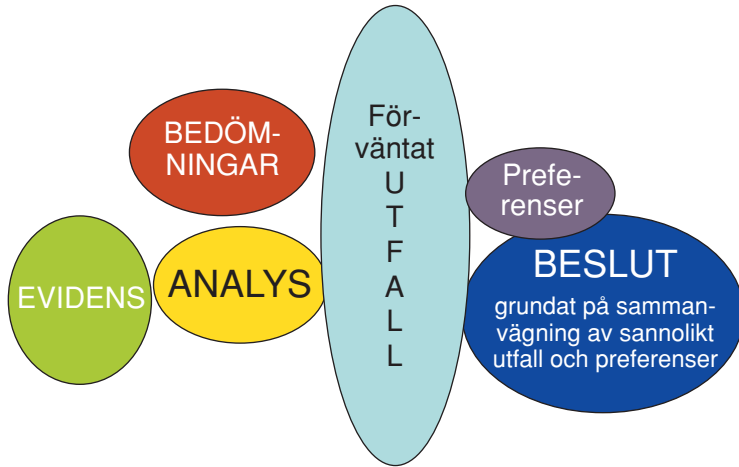 EVIDENS
BEDÖM-
NINGAR
ANALYS
För-
väntat
U
T
F
A
L
L
Prefe-
renser
BESLUT
grundat på samman-
vägning av sannolikt
utfall och preferenser